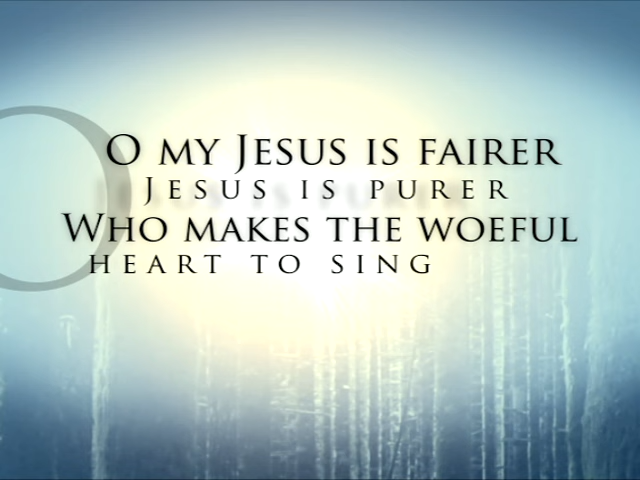 O my Jesus is fairer
Jesus is purer
Who makes the woeful
heart to sing